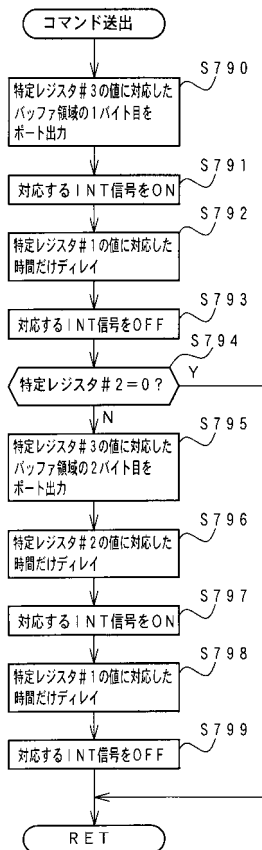 コマンド送出
S790
特定レジスタ#3の値に対応した
バッファ領域の1バイト目を
ポート出力
S791
対応するINT信号をON
S792
特定レジスタ#1の値に対応した
時間だけディレイ
S793
対応するINT信号をOFF
S794
特定レジスタ#2=0?
Y
N
S795
特定レジスタ#3の値に対応した
バッファ領域の2バイト目を
ポート出力
S796
特定レジスタ#2の値に対応した
時間だけディレイ
S797
対応するINT信号をON
S798
特定レジスタ#1の値に対応した
時間だけディレイ
S799
対応するINT信号をOFF
RET